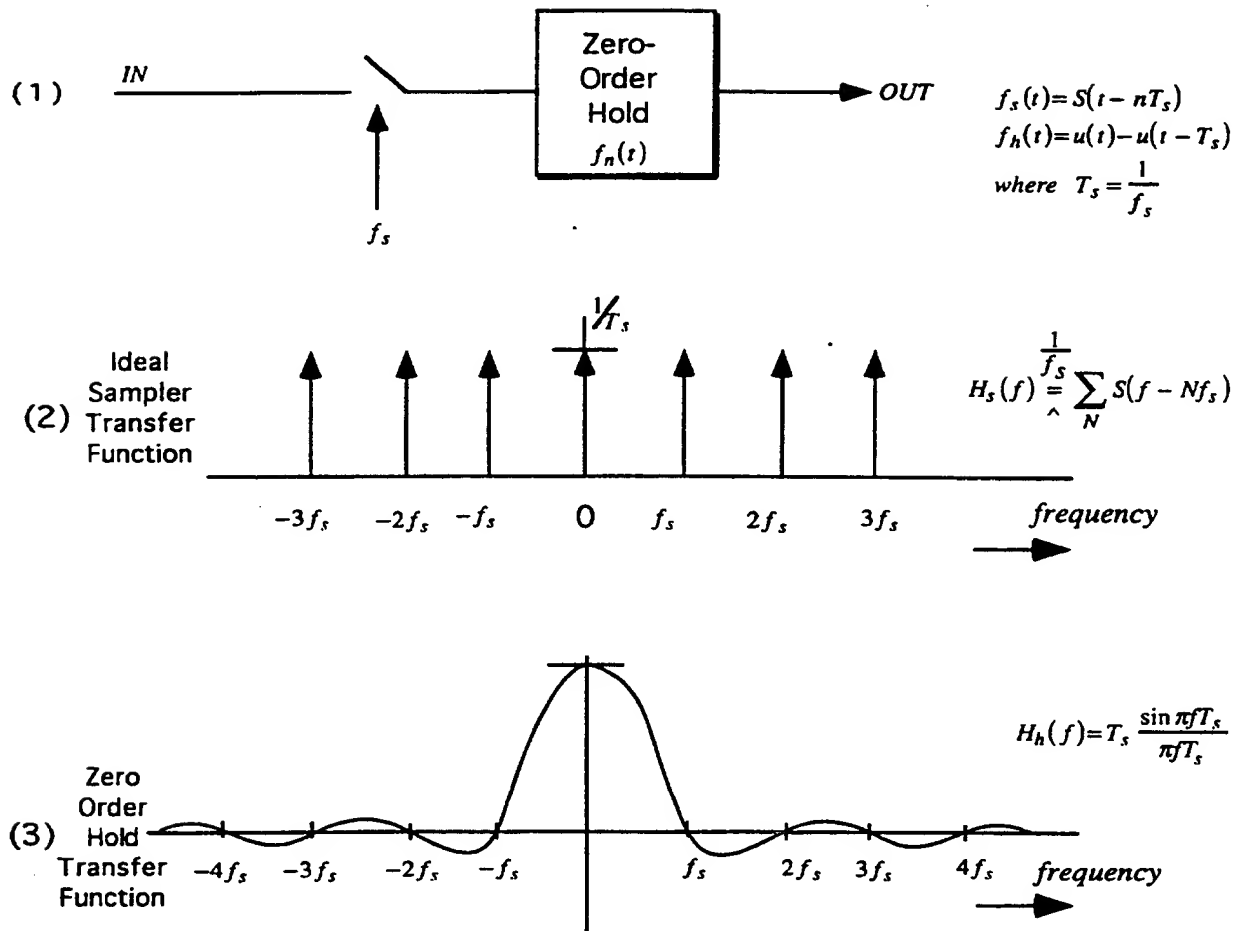 (1)
IN
Zero-
Order
Hold
f_n(t)
OUT
f_s
f_s(t)= S(t − nT_s)
f_h(t)= u(t) − u(t − T_s)
where T_s = 1/f_s
(2)
Ideal
Sampler
Transfer
Function
1/T_s
H_s(f) = ^ 1/f_S ∑_N S(f − Nf_s)
−3f_s −2f_s −f_s 0 f_s 2f_s 3f_s frequency
(3)
Zero
Order
Hold
Transfer
Function
H_h(f)= T_s sin πfT_s / πfT_s
−4f_s −3f_s −2f_s −f_s f_s 2f_s 3f_s 4f_s frequency